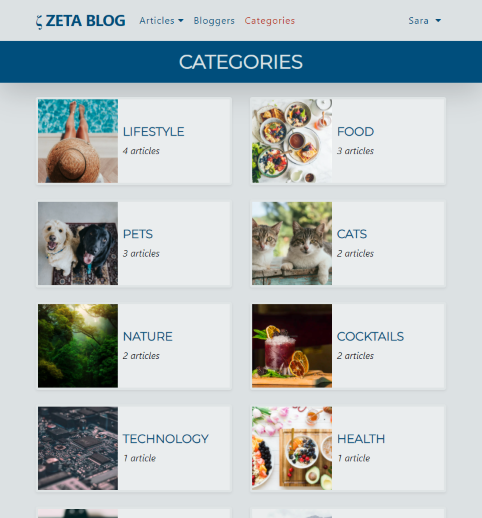 ζ ZETA BLOG Articles Bloggers Categories Sara
CATEGORIES
LIFESTYLE
4 articles
FOOD
3 articles
PETS
3 articles
CATS
2 articles
NATURE
2 articles
COCKTAILS
2 articles
TECHNOLOGY
1 article
HEALTH
1 article